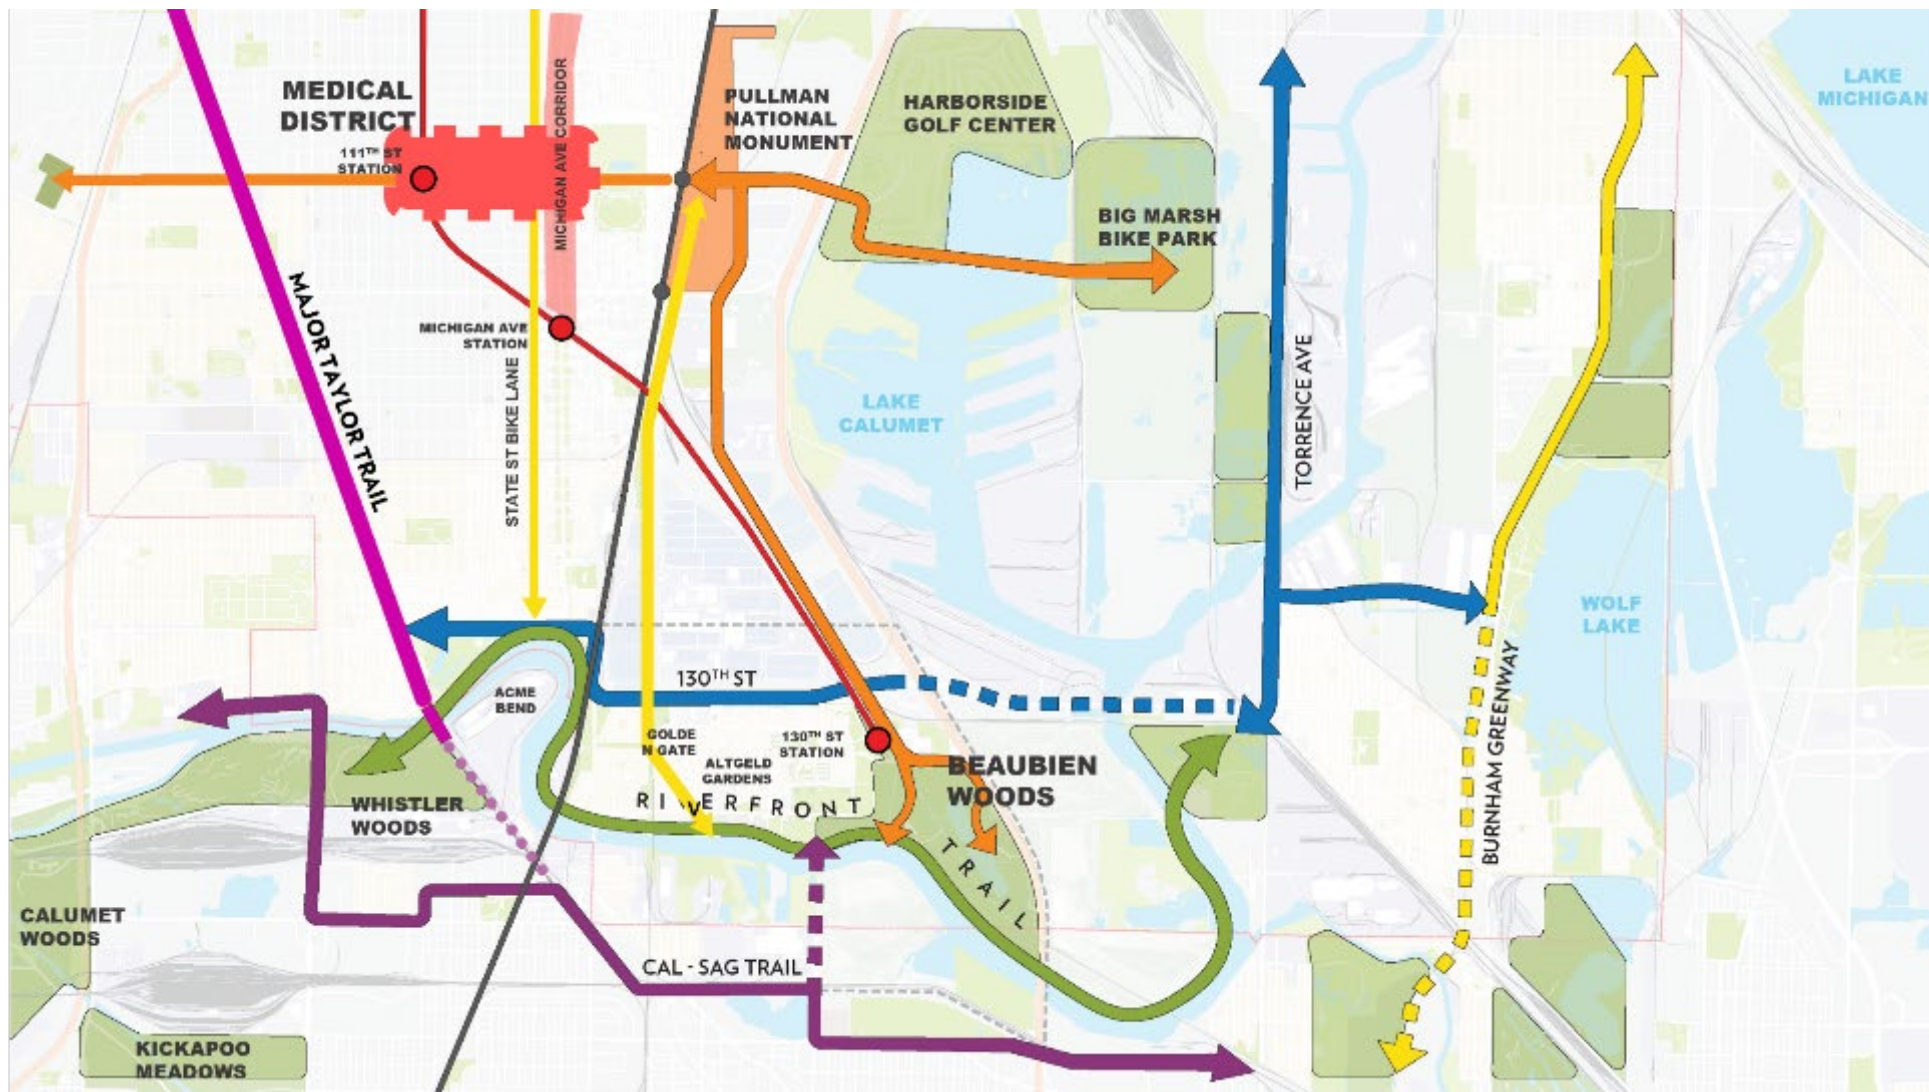 MEDICAL
DISTRICT
111TH ST
STATION
MICHIGAN AVE CORRIDOR
PULLMAN
NATIONAL
MONUMENT
HARBORSIDE
GOLF CENTER
LAKE
MICHIGAN
BIG MARSH
BIKE PARK
MAJOR TAYLOR TRAIL
MICHIGAN AVE
STATION
STATE ST BIKE LANE
LAKE
CALUMET
TORRENCE AVE
WOLF
LAKE
BURNHAM GREENWAY
130TH ST
ACME
BEND
GOLDE
N GATE
ALTGELD
GARDENS
130TH ST
STATION
BEAUBIEN
WOODS
RIVERFRONT
TRAIL
WHISTLER
WOODS
CALUMET
WOODS
CAL - SAG TRAIL
KICKAPOO
MEADOWS